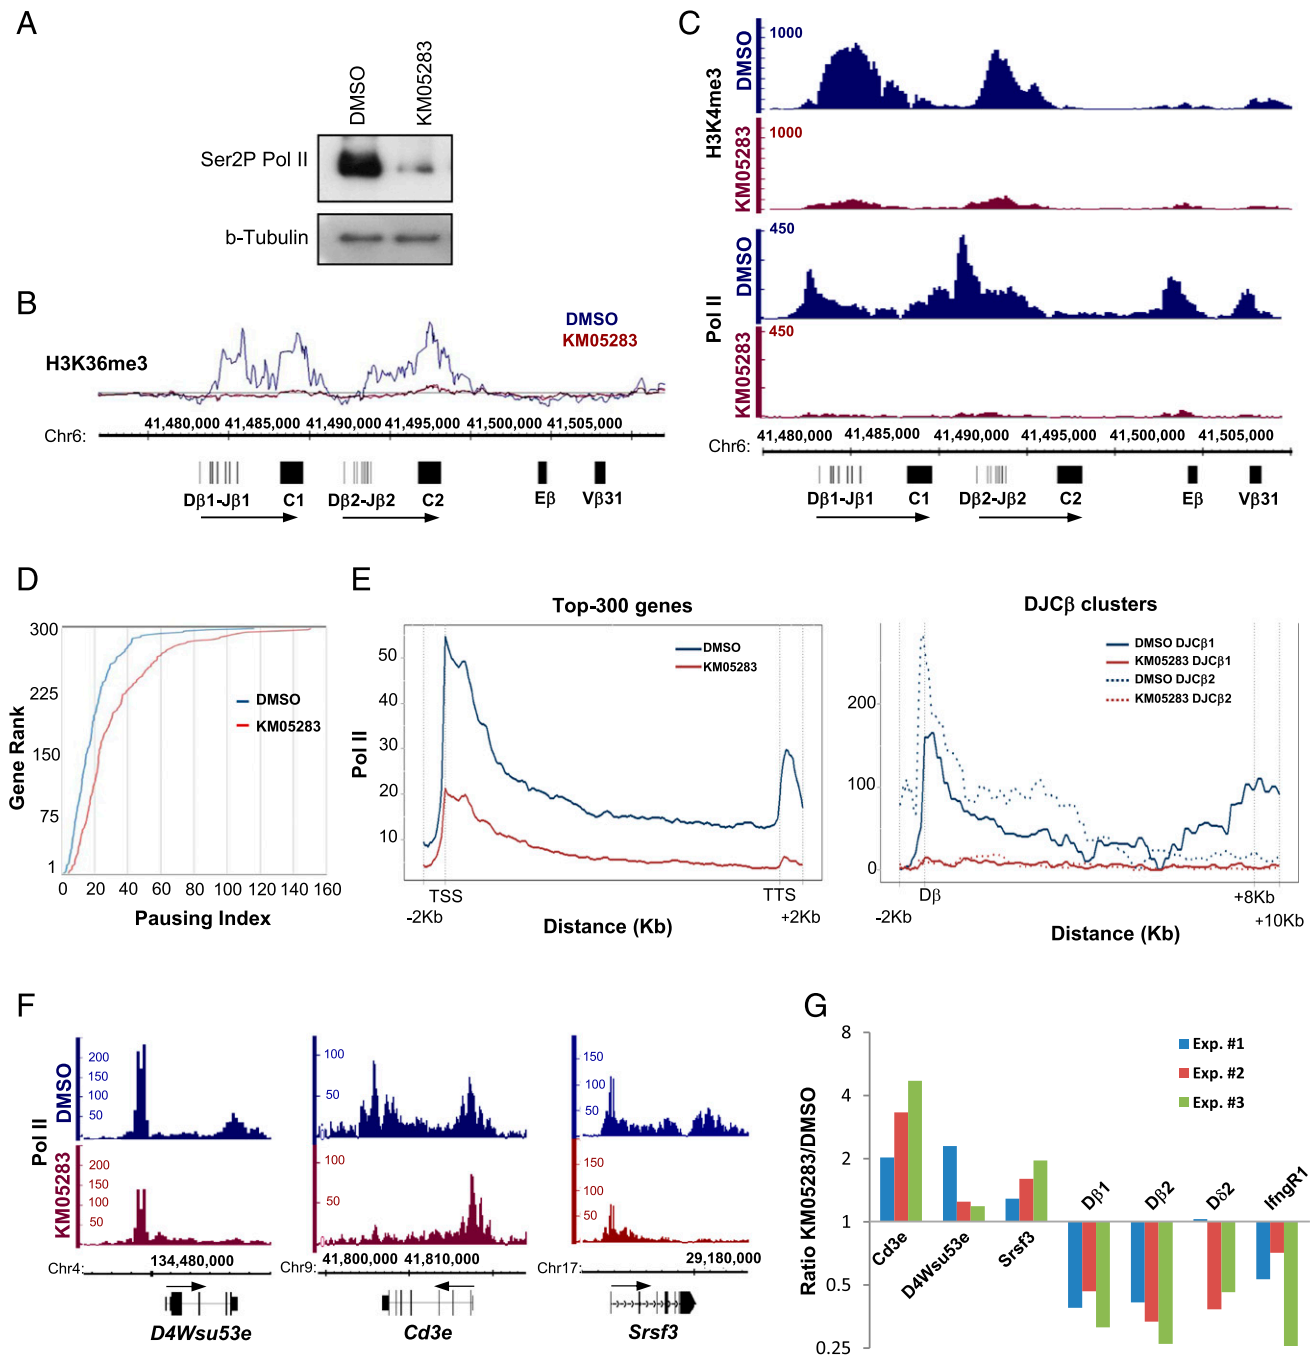 A
DMSO
KM05283
Ser2P Pol II
b-Tubulin
B
DMSO
KM05283
H3K36me3
41,480,000 41,485,000 41,490,000 41,495,000 41,500,000 41,505,000
Chr6:
Dβ1-Jβ1 C1 Dβ2-Jβ2 C2 Eβ Vβ31
C
H3K4me3
DMSO
1000
KM05283
1000
Pol II
DMSO
450
KM05283
450
Chr6:
41,480,000 41,485,000 41,490,000 41,495,000 41,500,000 41,505,000
Dβ1-Jβ1 C1 Dβ2-Jβ2 C2 Eβ Vβ31
D
Gene Rank
300
225
150
75
1
DMSO
KM05283
0 20 40 60 80 100 120 140 160
Pausing Index
E
Top-300 genes
Pol II
50
40
30
20
10
DMSO
KM05283
TSS TTS
-2Kb +2Kb
Distance (Kb)
DJCβ clusters
200
100
0
DMSO DJCβ1
KM05283 DJCβ1
DMSO DJCβ2
KM05283 DJCβ2
Dβ +8Kb
-2Kb +10Kb
Distance (Kb)
F
Pol II
DMSO
200
150
100
50
100
50
150
100
50
KM05283
200
150
100
50
100
50
150
100
50
Chr4: 134,480,000
Chr9: 41,800,000 41,810,000
Chr17: 29,180,000
D4Wsu53e Cd3e Srsf3
G
Ratio KM05283/DMSO
8
4
2
1
0.5
0.25
Exp. #1
Exp. #2
Exp. #3
Cd3e
D4Wsu53e
Srsf3
Dβ1
Dβ2
Dδ2
IfngR1